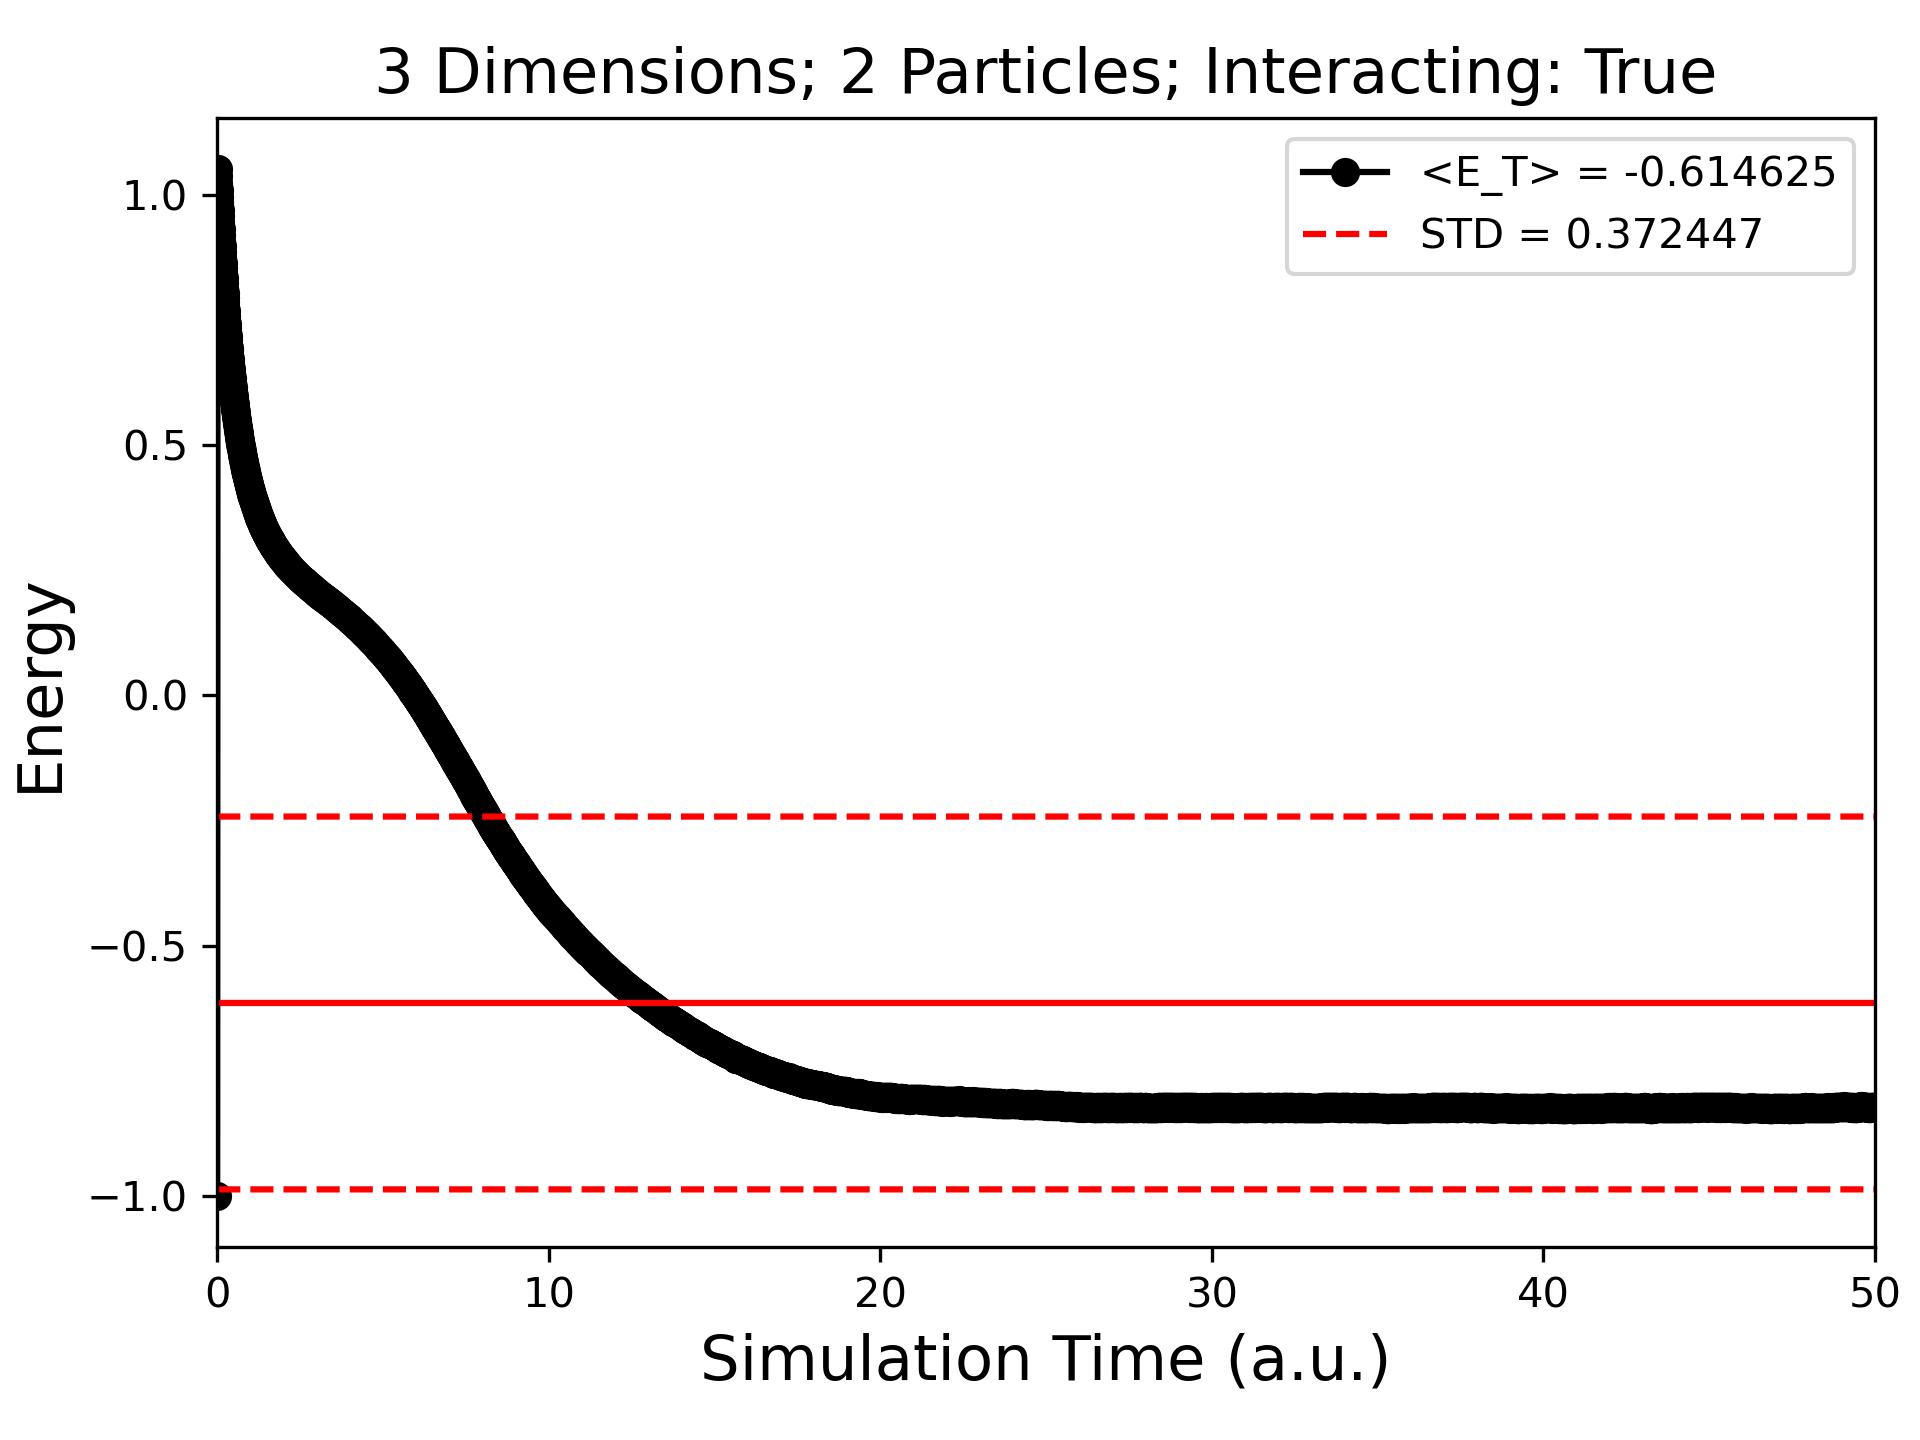 3 Dimensions; 2 Particles; Interacting: True
<E_T> = -0.614625
STD = 0.372447
Energy
1.0
0.5
0.0
−0.5
−1.0
0 10 20 30 40 50
Simulation Time (a.u.)